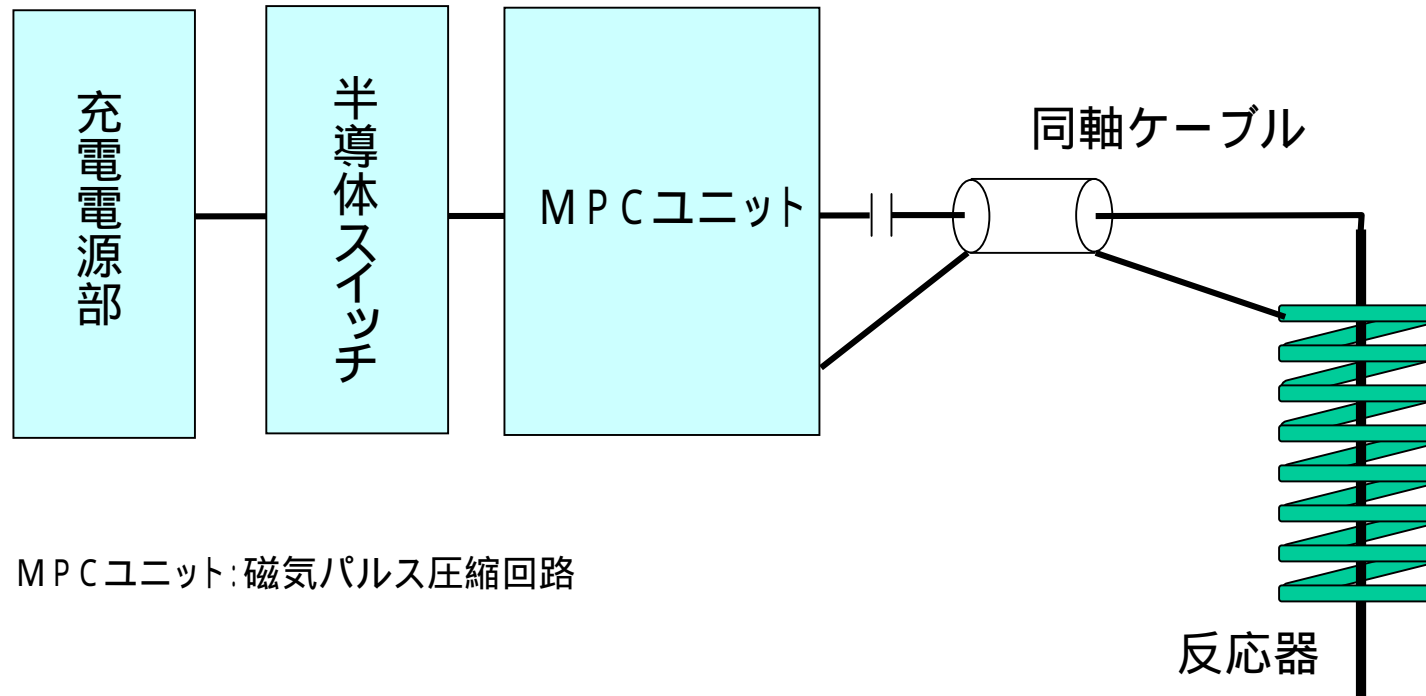 充電電源部
半導体スイッチ
ＭＰＣユニット
同軸ケーブル
ＭＰＣユニット:磁気パルス圧縮回路
反応器